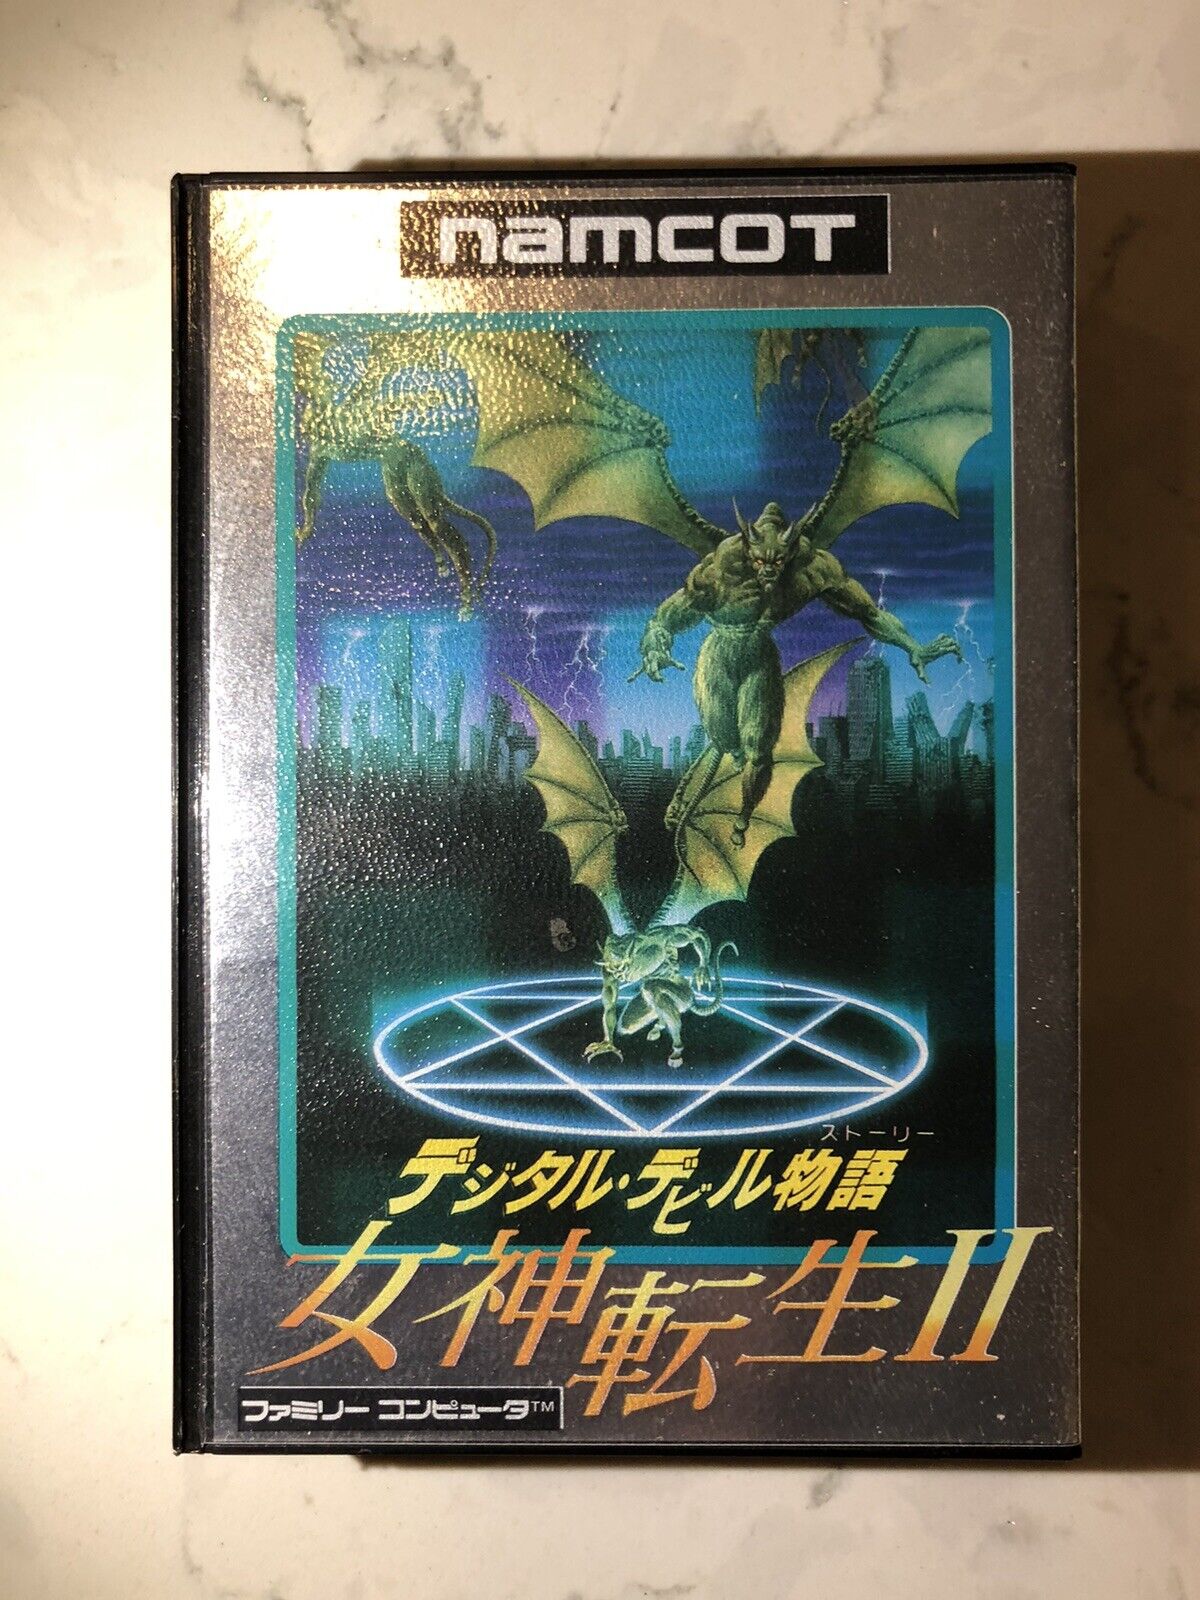 namcot
ストーリー
デジタル・デビル物語
女神転生II
ファミリー コンピュータ™